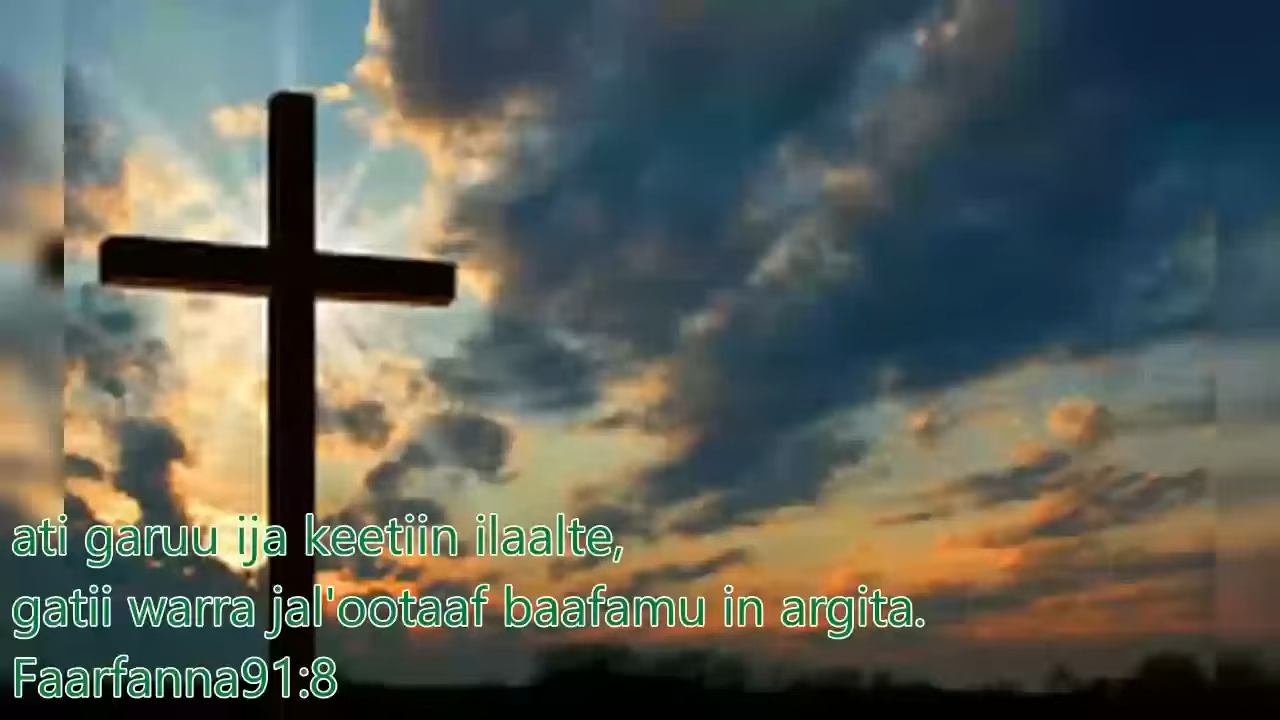 ati garuu ija keetiin ilaalte,
gatii warra jal'ootaaf baafamu in argita.
Faarfanna91:8